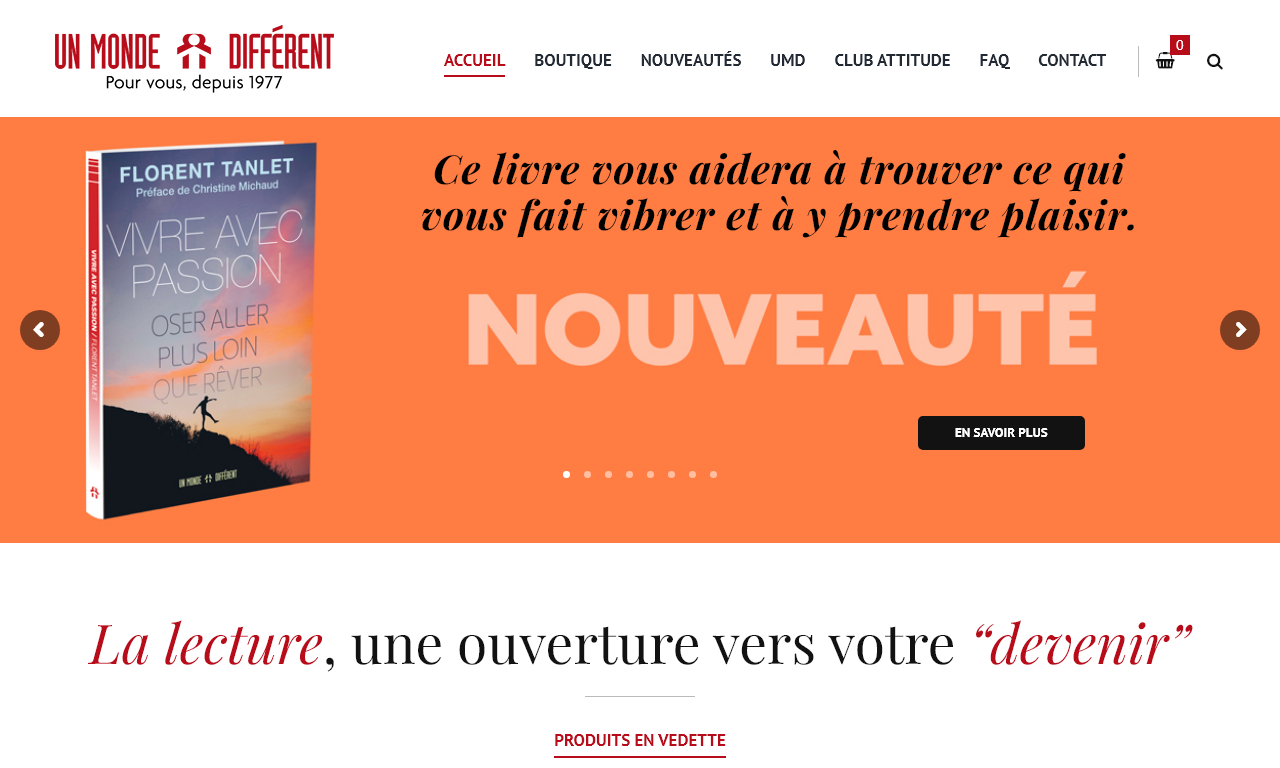 UN MONDE DIFFÉRENT
Pour vous, depuis 1977
ACCUEIL
BOUTIQUE
NOUVEAUTÉS
UMD
CLUB ATTITUDE
FAQ
CONTACT
0
FLORENT TANLET
Préface de Christine Michaud
VIVRE AVEC
PASSION
OSER ALLER
PLUS LOIN
QUE RÊVER
UN MONDE DIFFÉRENT
VIVRE AVEC PASSION / FLORENT TANLET
Ce livre vous aidera à trouver ce qui
vous fait vibrer et à y prendre plaisir.
NOUVEAUTÉ
EN SAVOIR PLUS
La lecture, une ouverture vers votre “devenir”
PRODUITS EN VEDETTE